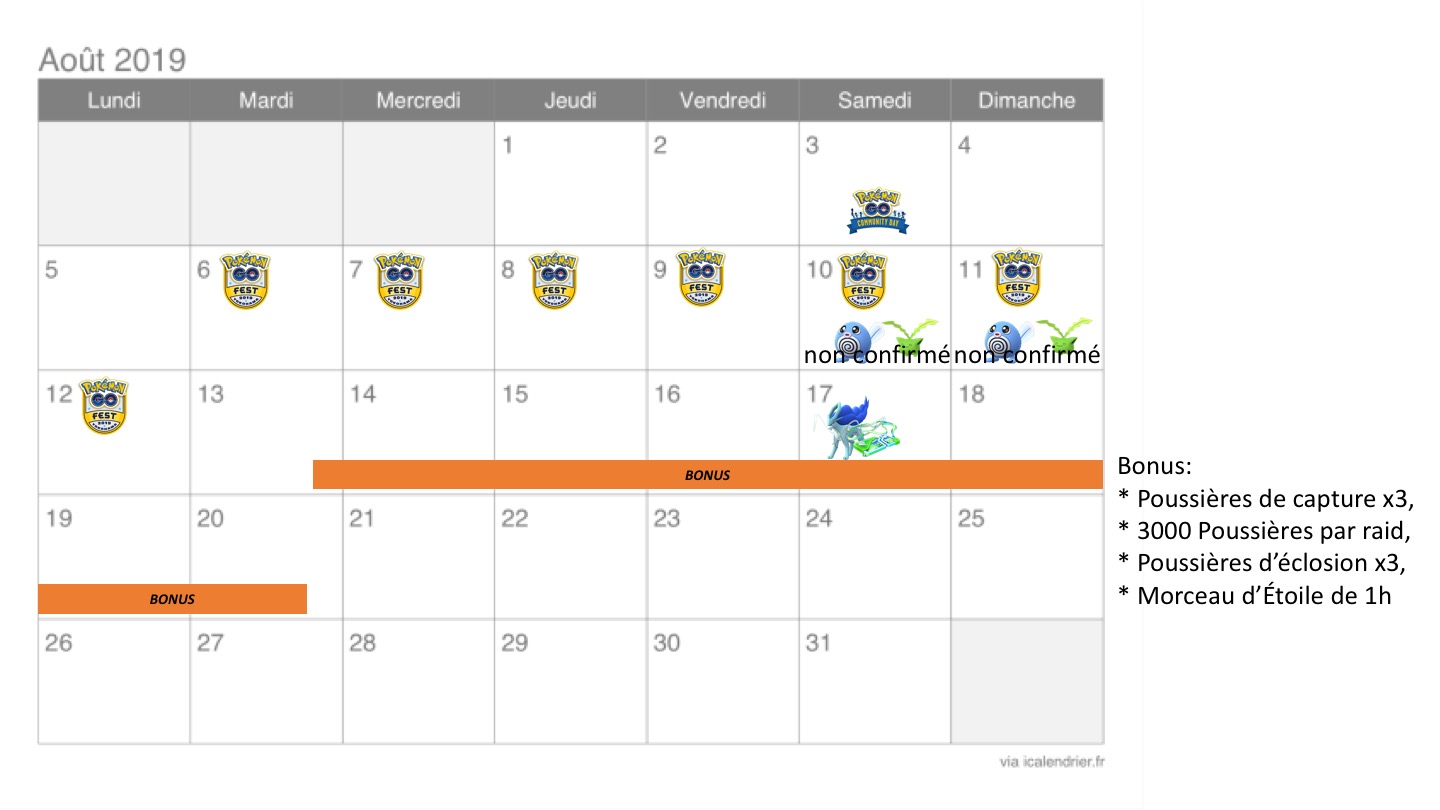 Août 2019
Lundi Mardi Mercredi Jeudi Vendredi Samedi Dimanche
1 2 3 4
POKÉMON
GO
COMMUNITY DAY
5 6 7 8 9 10 11
POKÉMON POKÉMON POKÉMON POKÉMON POKÉMON POKÉMON
GO GO GO GO GO GO
FEST FEST FEST FEST FEST FEST
2019 2019 2019 2019 2019 2019
non confirmé non confirmé
12 13 14 15 16 17 18
POKÉMON
GO
FEST
2019
BONUS
19 20 21 22 23 24 25
BONUS
26 27 28 29 30 31
via icalendrier.fr
Bonus:
* Poussières de capture x3,
* 3000 Poussières par raid,
* Poussières d’éclosion x3,
* Morceau d’Étoile de 1h